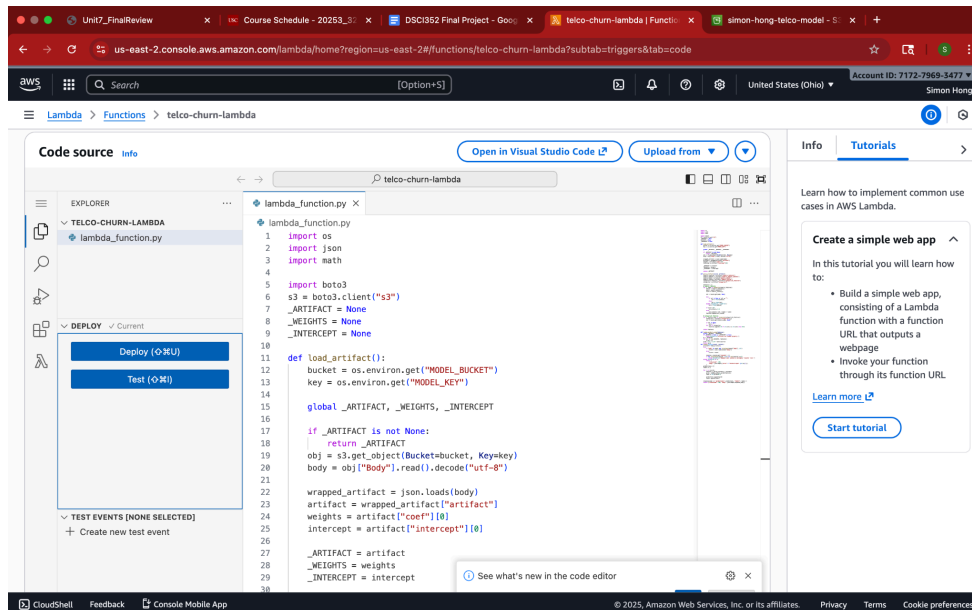 Unit7_FinalReview
Course Schedule - 20253_32
DSCI352 Final Project - Goog
telco-churn-lambda | Function
simon-hong-telco-model - S
us-east-2.console.aws.amazon.com/lambda/home?region=us-east-2#/functions/telco-churn-lambda?subtab=triggers&tab=code
S
aws
Search
[Option+S]
United States (Ohio)
Account ID: 7172-7969-3477
Simon Hong
Lambda > Functions > telco-churn-lambda
Code source Info
Open in Visual Studio Code
Upload from
telco-churn-lambda
EXPLORER
TELCO-CHURN-LAMBDA
lambda_function.py
DEPLOY ✓ Current
Deploy (⇧⌘U)
Test (⇧⌘I)
TEST EVENTS [NONE SELECTED]
+ Create new test event
lambda_function.py
lambda_function.py
1 import os
2 import json
3 import math
4
5 import boto3
6 s3 = boto3.client("s3")
7 _ARTIFACT = None
8 _WEIGHTS = None
9 _INTERCEPT = None
10
11 def load_artifact():
12 bucket = os.environ.get("MODEL_BUCKET")
13 key = os.environ.get("MODEL_KEY")
14
15 global _ARTIFACT, _WEIGHTS, _INTERCEPT
16
17 if _ARTIFACT is not None:
18 return _ARTIFACT
19 obj = s3.get_object(Bucket=bucket, Key=key)
20 body = obj["Body"].read().decode("utf-8")
21
22 wrapped_artifact = json.loads(body)
23 artifact = wrapped_artifact["artifact"]
24 weights = artifact["coef"][0]
25 intercept = artifact["intercept"][0]
26
27 _ARTIFACT = artifact
28 _WEIGHTS = weights
29 _INTERCEPT = intercept
30
See what's new in the code editor
Info
Tutorials
Learn how to implement common use
cases in AWS Lambda.
Create a simple web app
In this tutorial you will learn how
to:
• Build a simple web app,
consisting of a Lambda
function with a function
URL that outputs a
webpage
• Invoke your function
through its function URL
Learn more
Start tutorial
CloudShell
Feedback
Console Mobile App
© 2025, Amazon Web Services, Inc. or its affiliates.
Privacy
Terms
Cookie preferences